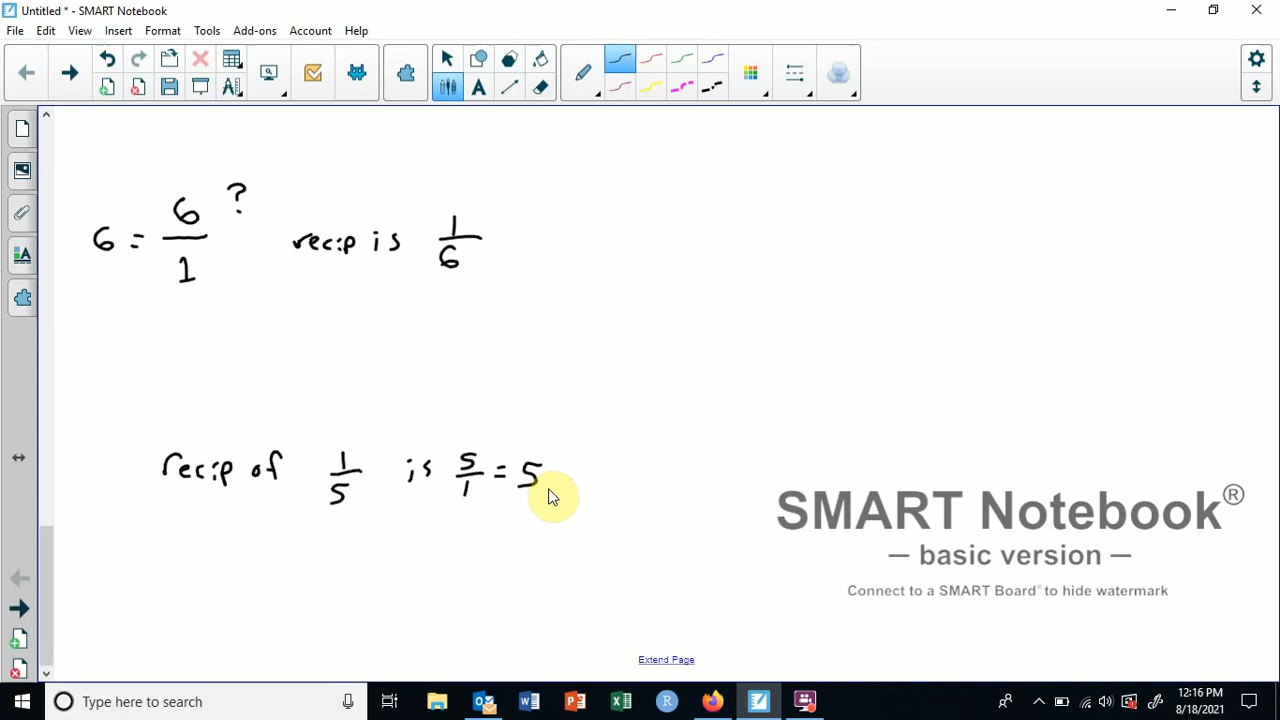 Untitled * - SMART Notebook
File Edit View Insert Format Tools Add-ons Account Help
6 = 6/1 ? recip is 1/6
recip of 1/5 is 5/1 = 5
SMART Notebook®
— basic version —
Connect to a SMART Board® to hide watermark
Extend Page
Type here to search
12:16 PM
8/18/2021